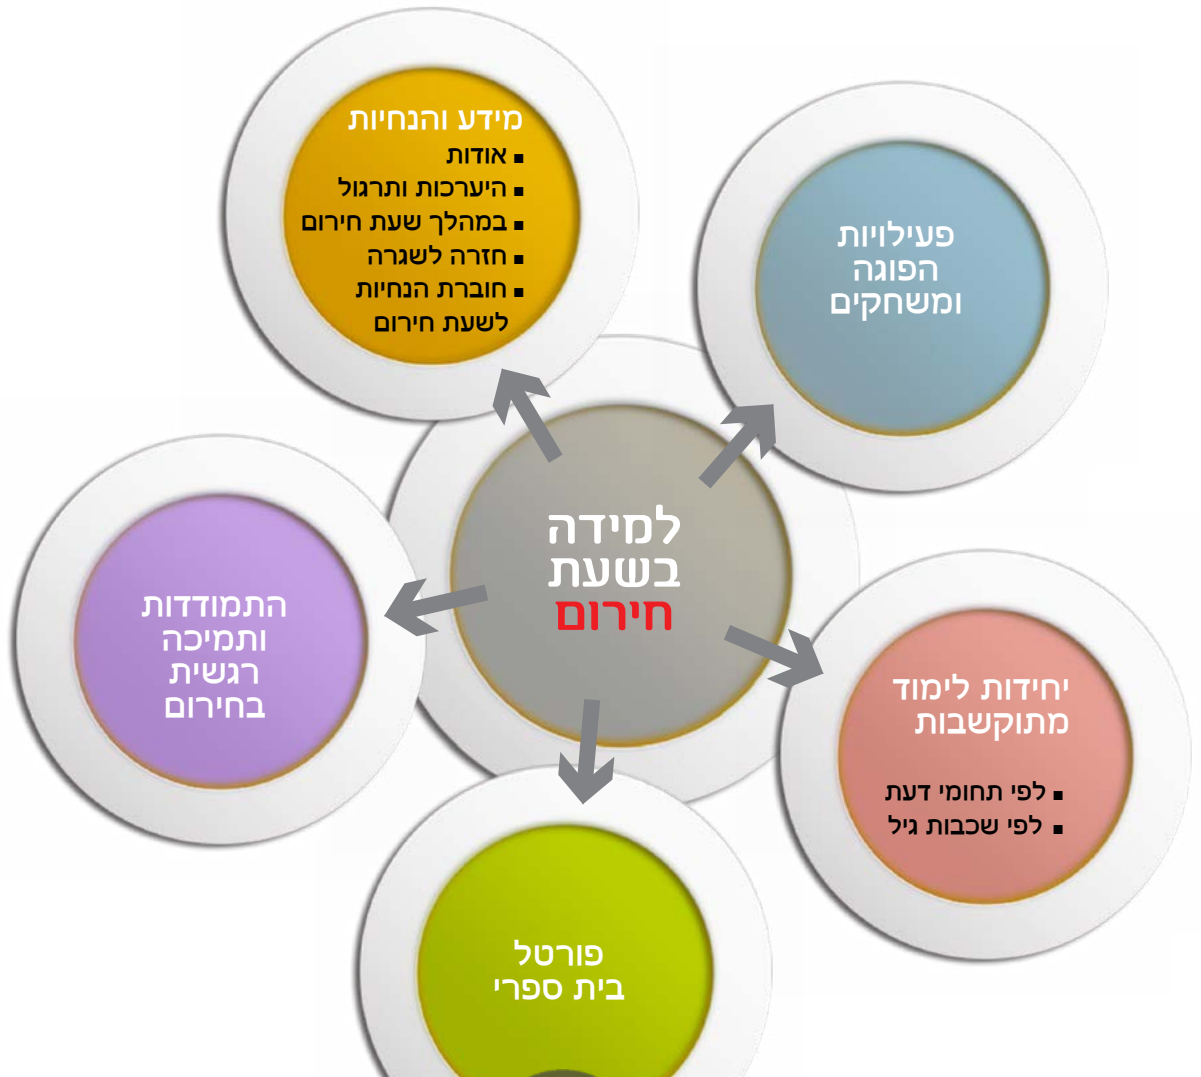 מידע והנחיות
▪ אודות
▪ היערכות ותרגול
▪ במהלך שעת חירום
▪ חזרה לשגרה
▪ חוברת הנחיות
לשעת חירום
פעילויות
הפוגה
ומשחקים
למידה
בשעת
חירום
התמודדות
ותמיכה
רגשית
בחירום
יחידות לימוד
מתוקשבות
▪ לפי תחומי דעת
▪ לפי שכבות גיל
פורטל
בית ספרי